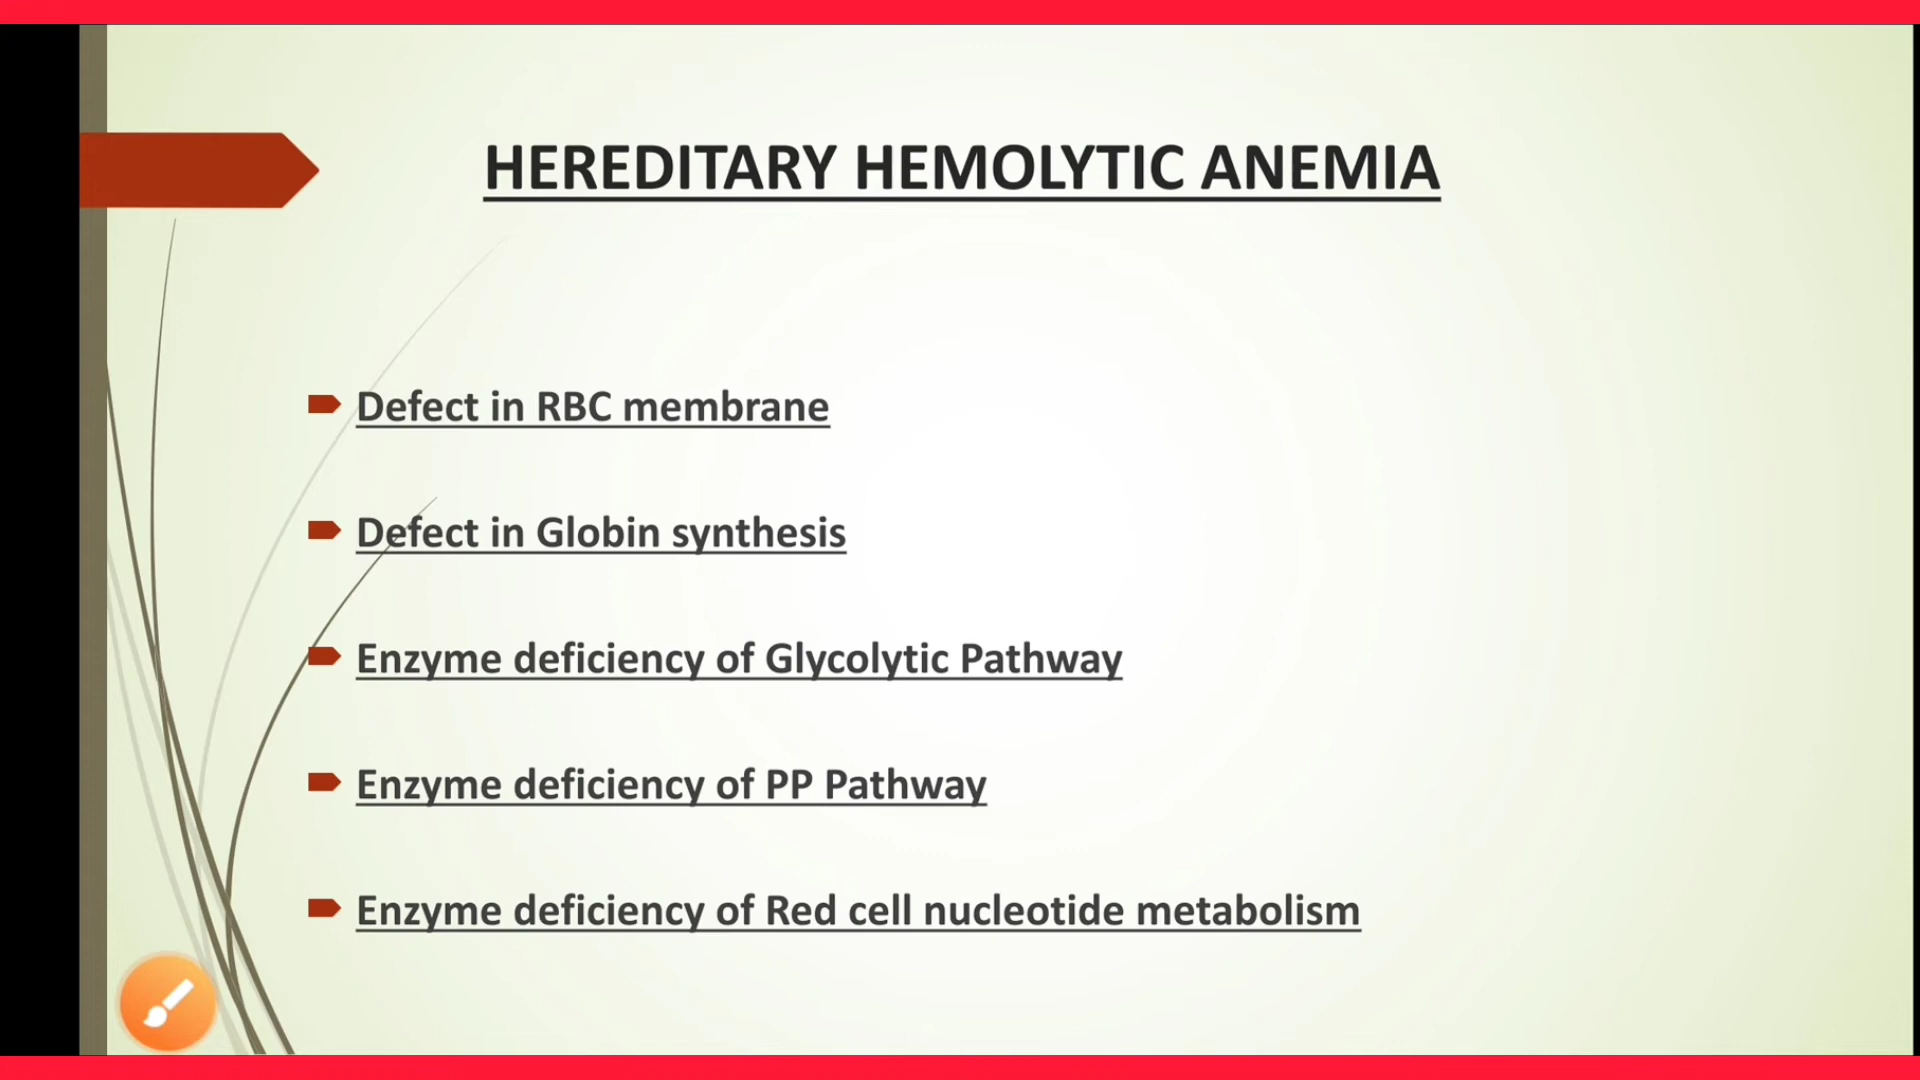 HEREDITARY HEMOLYTIC ANEMIA
Defect in RBC membrane
Defect in Globin synthesis
Enzyme deficiency of Glycolytic Pathway
Enzyme deficiency of PP Pathway
Enzyme deficiency of Red cell nucleotide metabolism